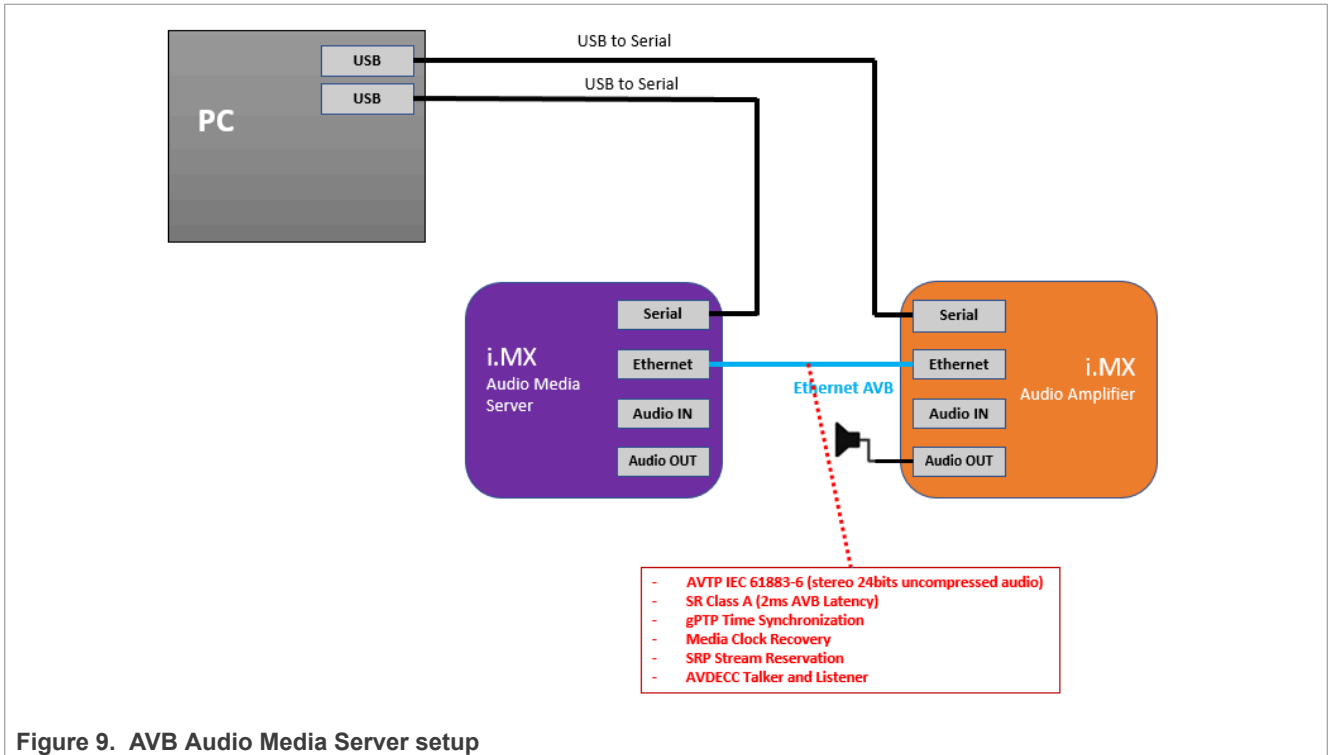 USB to Serial
USB
USB to Serial
USB
PC
Serial
Serial
i.MX
Audio Media
Server
Ethernet
Ethernet
i.MX
Audio Amplifier
Ethernet AVB
Audio IN
Audio IN
Audio OUT
Audio OUT
- AVTP IEC 61883-6 (stereo 24bits uncompressed audio)
- SR Class A (2ms AVB Latency)
- gPTP Time Synchronization
- Media Clock Recovery
- SRP Stream Reservation
- AVDECC Talker and Listener
Figure 9. AVB Audio Media Server setup